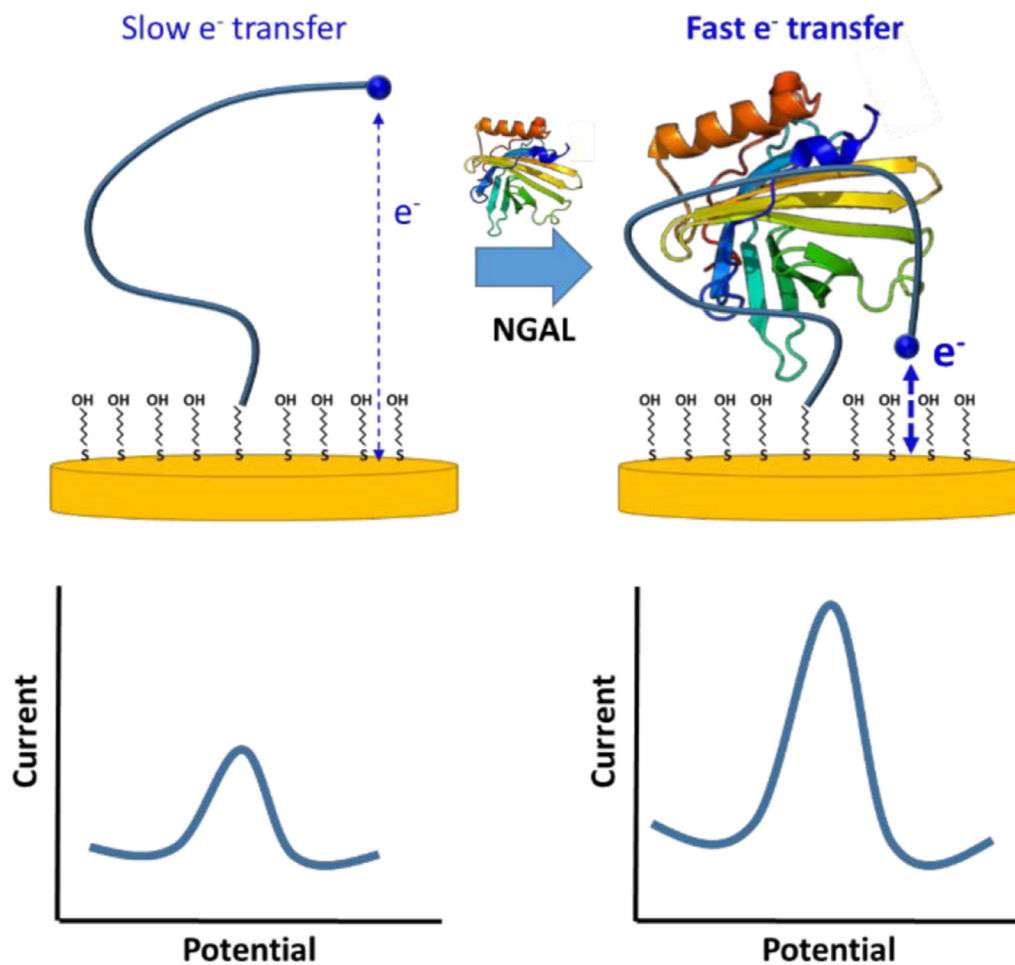 Slow e⁻ transfer
Fast e⁻ transfer
e⁻
NGAL
e⁻
OH OH OH OH OH OH OH OH
S S S S S S S S S
OH OH OH OH OH OH OH OH
S S S S S S S S S
Current
Potential
Current
Potential